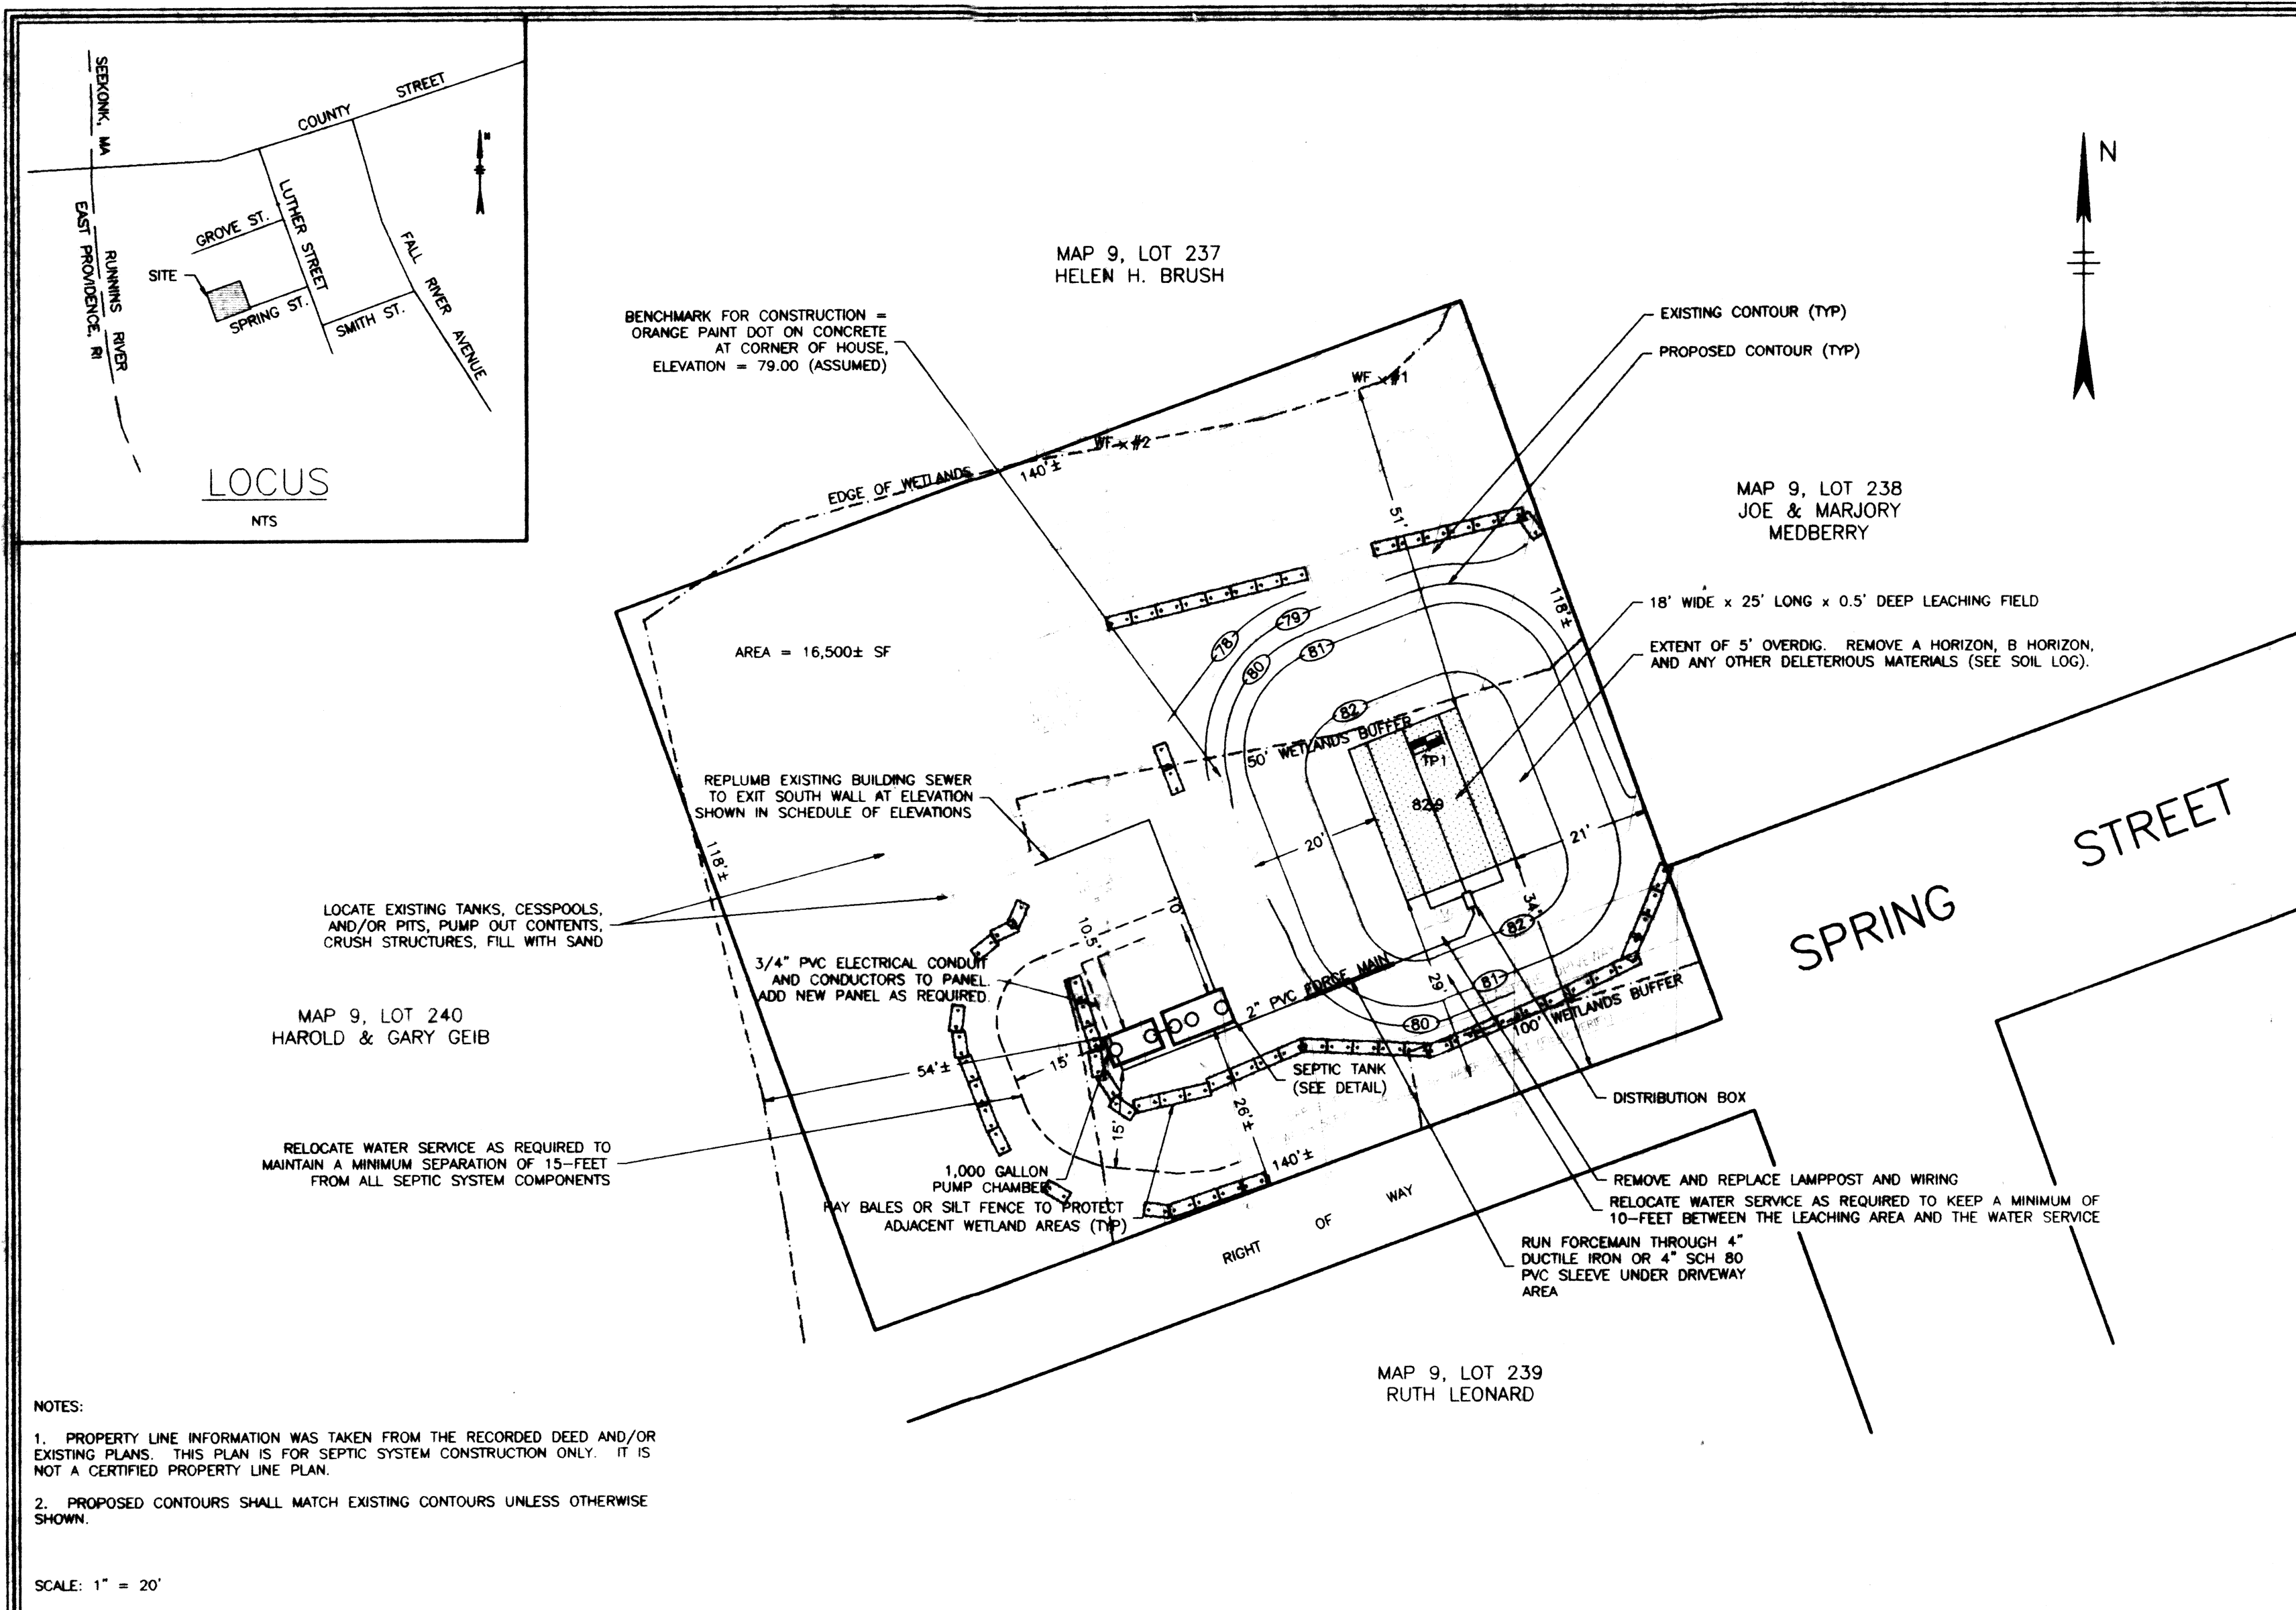 SEEKONK, MA
EAST PROVIDENCE, RI
RUNNINS RIVER
COUNTY STREET
LUTHER STREET
GROVE ST.
FALL RIVER AVENUE
SITE
SPRING ST.
SMITH ST.
LOCUS
NTS
N
MAP 9, LOT 237
HELEN H. BRUSH
BENCHMARK FOR CONSTRUCTION =
ORANGE PAINT DOT ON CONCRETE
AT CORNER OF HOUSE,
ELEVATION = 79.00 (ASSUMED)
EXISTING CONTOUR (TYP)
PROPOSED CONTOUR (TYP)
WF x #1
WF x #2
140'±
EDGE OF WETLANDS
51'
MAP 9, LOT 238
JOE & MARJORY
MEDBERRY
118'±
18' WIDE x 25' LONG x 0.5' DEEP LEACHING FIELD
EXTENT OF 5' OVERDIG. REMOVE A HORIZON, B HORIZON,
AND ANY OTHER DELETERIOUS MATERIALS (SEE SOIL LOG).
AREA = 16,500± SF
78
79
80
81
82
50' WETLANDS BUFFER
TP1
82.9
20'
21'
REPLUMB EXISTING BUILDING SEWER
TO EXIT SOUTH WALL AT ELEVATION
SHOWN IN SCHEDULE OF ELEVATIONS
118'±
SPRING STREET
LOCATE EXISTING TANKS, CESSPOOLS,
AND/OR PITS, PUMP OUT CONTENTS,
CRUSH STRUCTURES, FILL WITH SAND
10'
10.5'
34'
82
3/4" PVC ELECTRICAL CONDUIT
AND CONDUCTORS TO PANEL.
ADD NEW PANEL AS REQUIRED.
2" PVC FORCE MAIN
29'
81
80
100' WETLANDS BUFFER
MAP 9, LOT 240
HAROLD & GARY GEIB
54'±
15'
SEPTIC TANK
(SEE DETAIL)
DISTRIBUTION BOX
26'±
15'
RELOCATE WATER SERVICE AS REQUIRED TO
MAINTAIN A MINIMUM SEPARATION OF 15-FEET
FROM ALL SEPTIC SYSTEM COMPONENTS
1,000 GALLON
PUMP CHAMBER
HAY BALES OR SILT FENCE TO PROTECT
ADJACENT WETLAND AREAS (TYP)
140'±
RIGHT OF WAY
REMOVE AND REPLACE LAMPPOST AND WIRING
RELOCATE WATER SERVICE AS REQUIRED TO KEEP A MINIMUM OF
10-FEET BETWEEN THE LEACHING AREA AND THE WATER SERVICE
RUN FORCEMAIN THROUGH 4"
DUCTILE IRON OR 4" SCH 80
PVC SLEEVE UNDER DRIVEWAY
AREA
MAP 9, LOT 239
RUTH LEONARD
NOTES:
1. PROPERTY LINE INFORMATION WAS TAKEN FROM THE RECORDED DEED AND/OR
EXISTING PLANS. THIS PLAN IS FOR SEPTIC SYSTEM CONSTRUCTION ONLY. IT IS
NOT A CERTIFIED PROPERTY LINE PLAN.
2. PROPOSED CONTOURS SHALL MATCH EXISTING CONTOURS UNLESS OTHERWISE
SHOWN.
SCALE: 1" = 20'